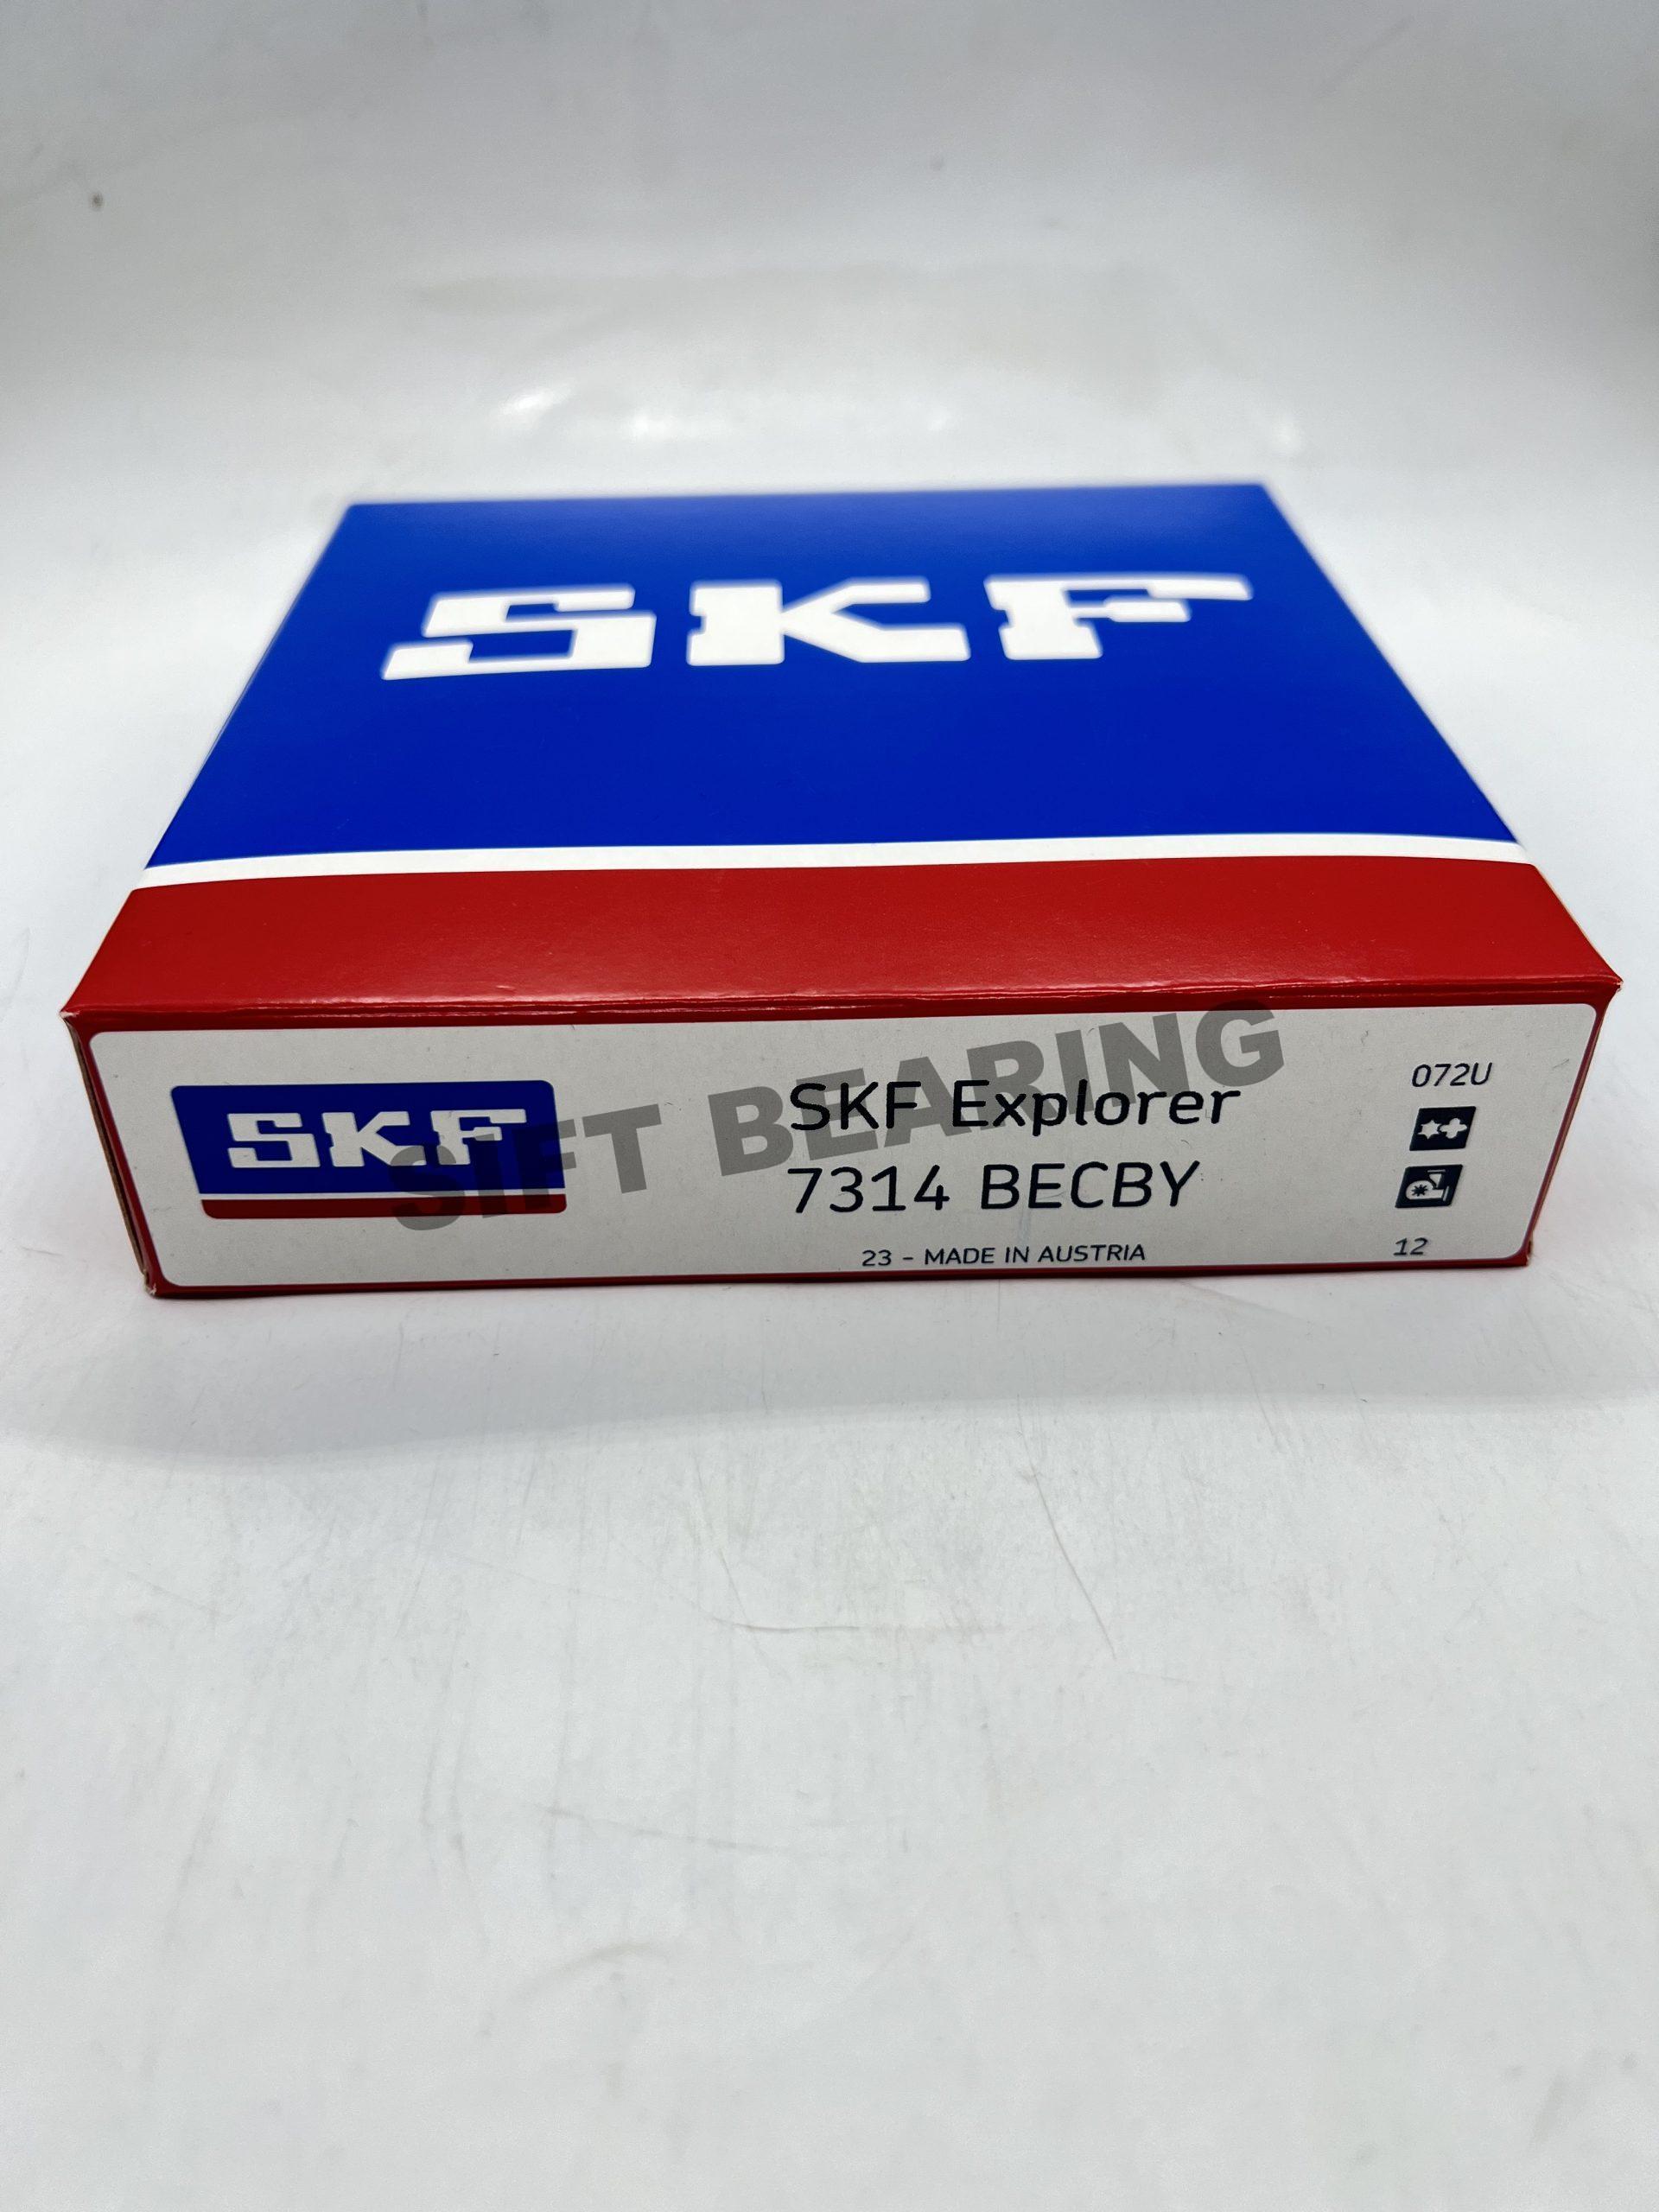 SKF
SKF
SIFT BEARING
SKF Explorer
7314 BECBY
23 - MADE IN AUSTRIA
072U
12